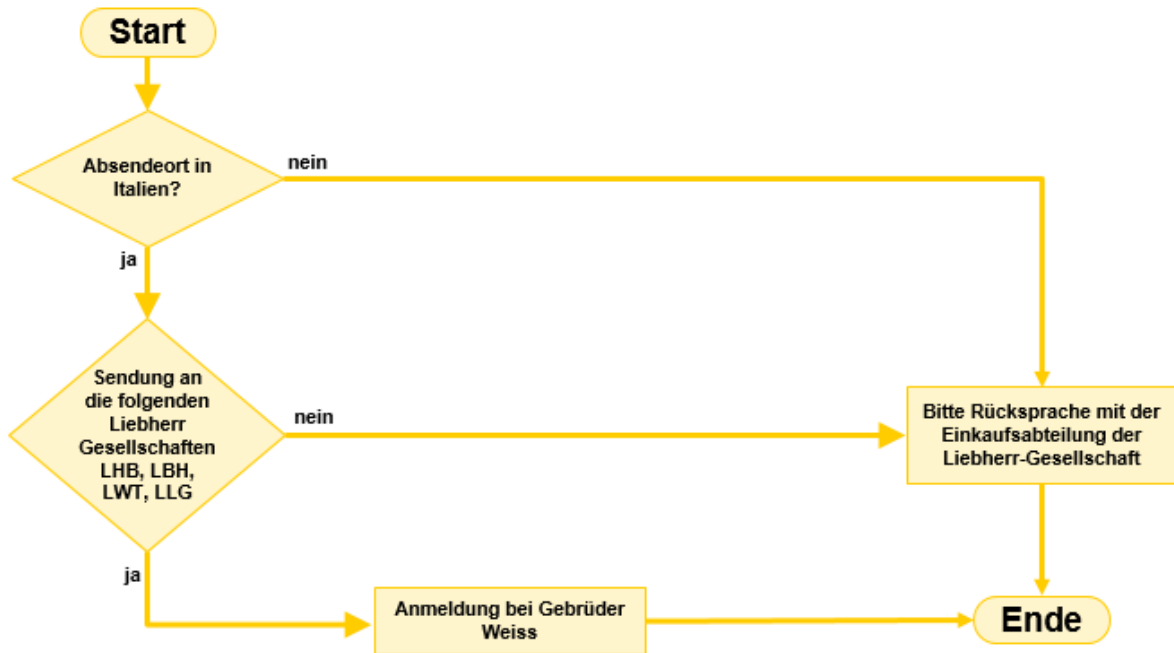 Start
Absendeort in
Italien?
nein
ja
Sendung an
die folgenden
Liebherr
Gesellschaften
LHB, LBH,
LWT, LLG
nein
Bitte Rücksprache mit der
Einkaufsabteilung der
Liebherr-Gesellschaft
ja
Anmeldung bei Gebrüder
Weiss
Ende